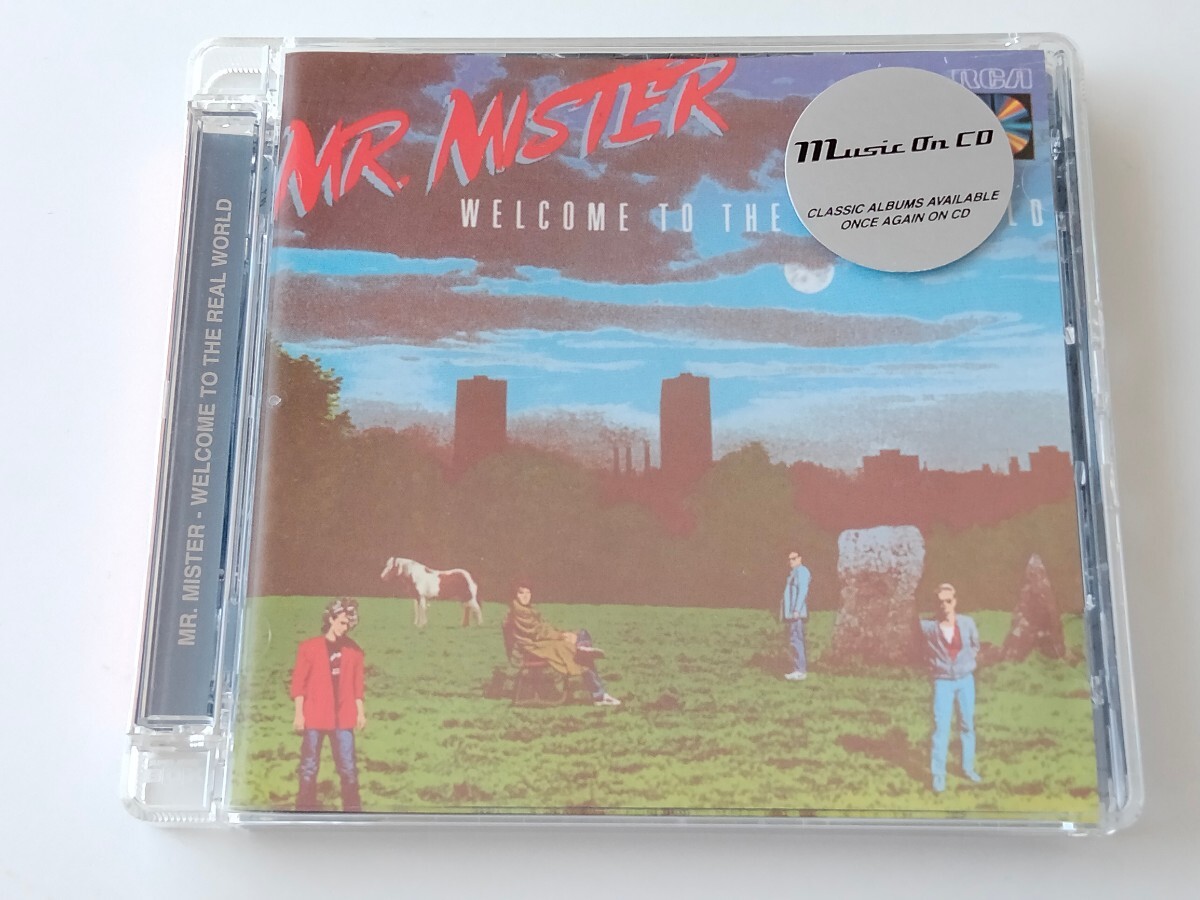 MR. MISTER - WELCOME TO THE REAL WORLD
MR. MISTER
RCA
WELCOME TO THE
Music On CD
CLASSIC ALBUMS AVAILABLE
ONCE AGAIN ON CD